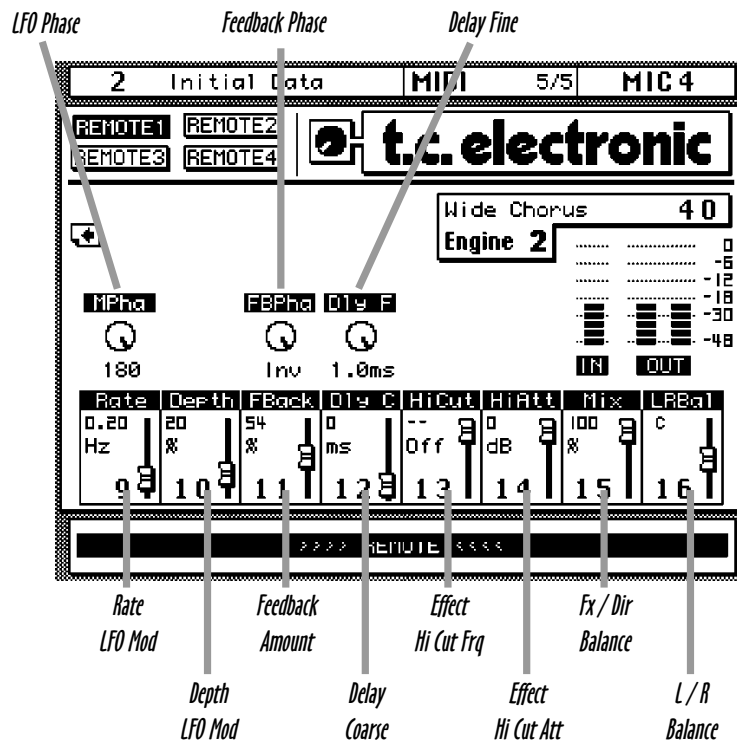 LFO Phase
Feedback Phase
Delay Fine
2 Initial Data MIDI 5/5 MIC 4
REMOTE1 REMOTE2
REMOTE3 REMOTE4
t.c. electronic
Wide Chorus 40
Engine 2
0
-6
-12
-18
-30
-48
IN OUT
MPha FBPha Dly F
180 Inv 1.0ms
Rate Depth FBack Dly C HiCut HiAtt Mix LRBal
0.20 20 54 0 -- 0 100 C
Hz % % ms Off dB %
9 10 11 12 13 14 15 16
>>>> REMOTE <<<<
Rate
LFO Mod
Feedback
Amount
Effect
Hi Cut Frq
Fx / Dir
Balance
Depth
LFO Mod
Delay
Coarse
Effect
Hi Cut Att
L / R
Balance